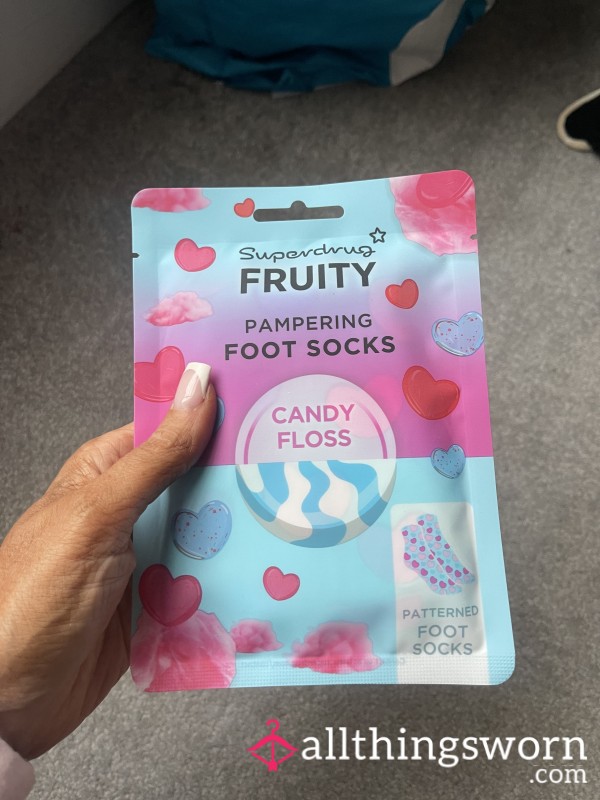 Superdrug
FRUITY
PAMPERING
FOOT SOCKS
CANDY
FLOSS
PATTERNED
FOOT
SOCKS
allthingsworn
.com